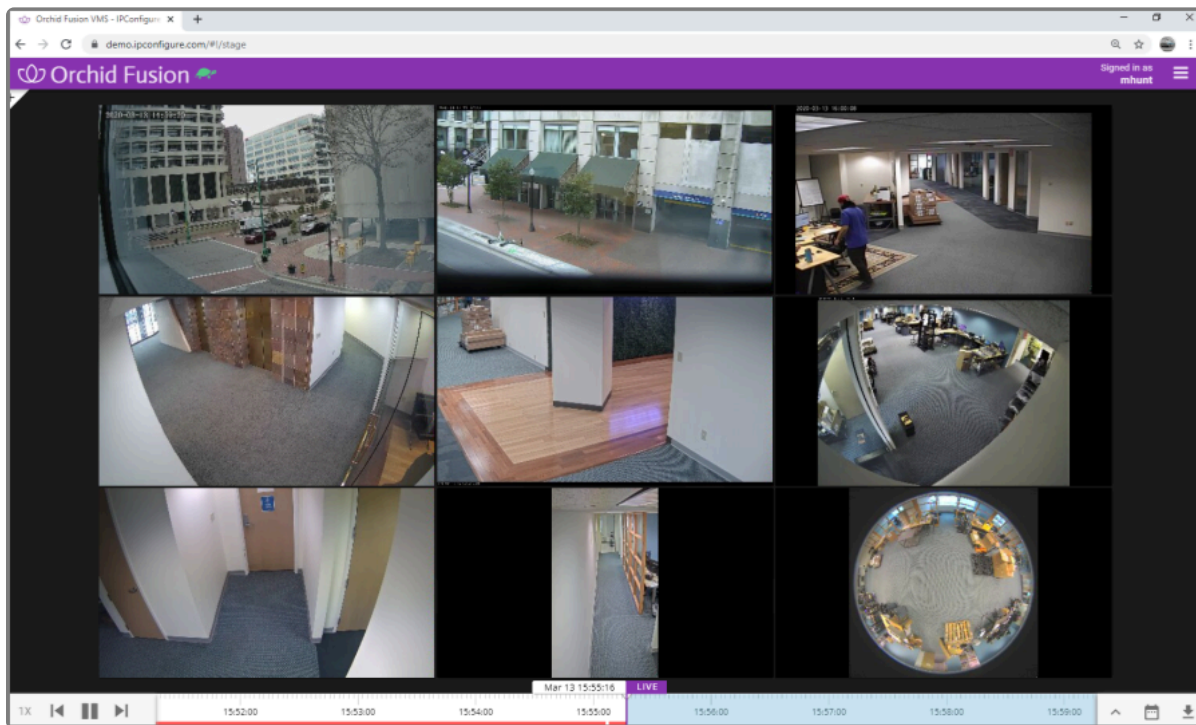 Orchid Fusion VMS - IPConfigure
demo.ipconfigure.com/#!/stage
Orchid Fusion
Signed in as
mhunt
2020-03-13 16:00:00
Mar 13 15:55:16
LIVE
1X
15:52:00
15:53:00
15:54:00
15:55:00
15:56:00
15:57:00
15:58:00
15:59:00